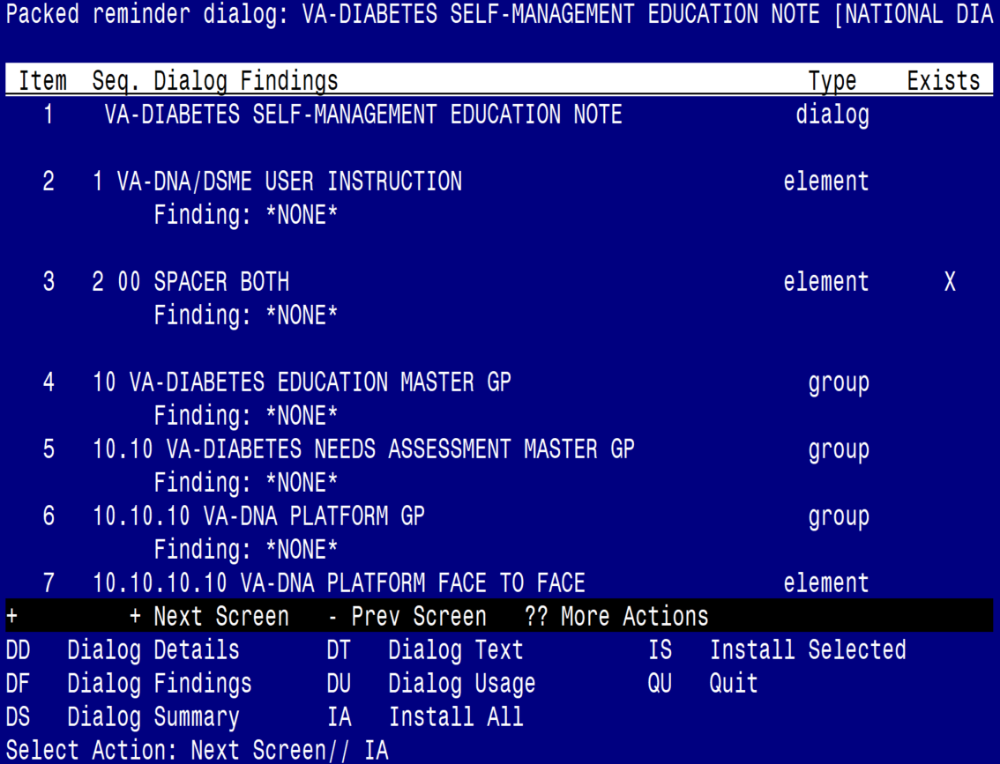 Packed reminder dialog: VA-DIABETES SELF-MANAGEMENT EDUCATION NOTE [NATIONAL DIA
Item Seq. Dialog Findings Type Exists
1 VA-DIABETES SELF-MANAGEMENT EDUCATION NOTE dialog
2 1 VA-DNA/DSME USER INSTRUCTION element
Finding: *NONE*
3 2 00 SPACER BOTH element X
Finding: *NONE*
4 10 VA-DIABETES EDUCATION MASTER GP group
Finding: *NONE*
5 10.10 VA-DIABETES NEEDS ASSESSMENT MASTER GP group
Finding: *NONE*
6 10.10.10 VA-DNA PLATFORM GP group
Finding: *NONE*
7 10.10.10.10 VA-DNA PLATFORM FACE TO FACE element
+ + Next Screen - Prev Screen ?? More Actions
DD Dialog Details DT Dialog Text IS Install Selected
DF Dialog Findings DU Dialog Usage QU Quit
DS Dialog Summary IA Install All
Select Action: Next Screen// IA